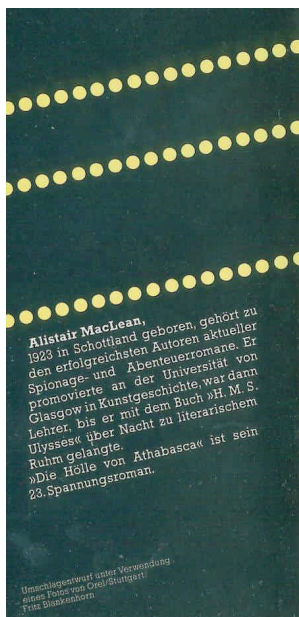 Alistair MacLean,
1923 in Schottland geboren, gehört zu
den erfolgreichsten Autoren aktueller
Spionage- und Abenteuerromane. Er
promovierte an der Universität von
Glasgow in Kunstgeschichte, war dann
Lehrer, bis er mit dem Buch »H. M. S.
Ulysses« über Nacht zu literarischem
Ruhm gelangte.
»Die Hölle von Athabasca« ist sein
23. Spannungsroman.
Umschlagentwurf unter Verwendung
eines Fotos von Orel/Stuttgart:
Fritz Blankenhorn